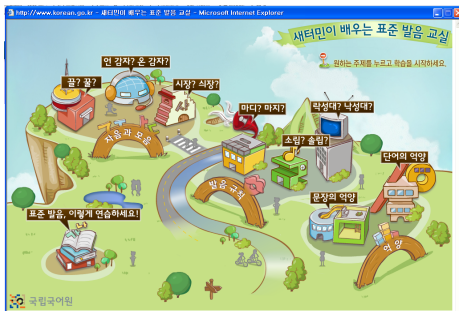 http://www.korean.go.kr - 새터민이 배우는 표준 발음 교실 - Microsoft Internet Explorer
새터민이 배우는 표준 발음 교실
원하는 주제를 누르고 학습을 시작하세요.
언 감자? 온 감자?
끌? 꿀?
시장? 싀장?
자음과 모음
마디? 마지?
락성대? 낙성대?
소림? 솔림?
발음 규칙
단어의 억양
문장의 억양
억양
표준 발음, 이렇게 연습하세요!
국립국어원